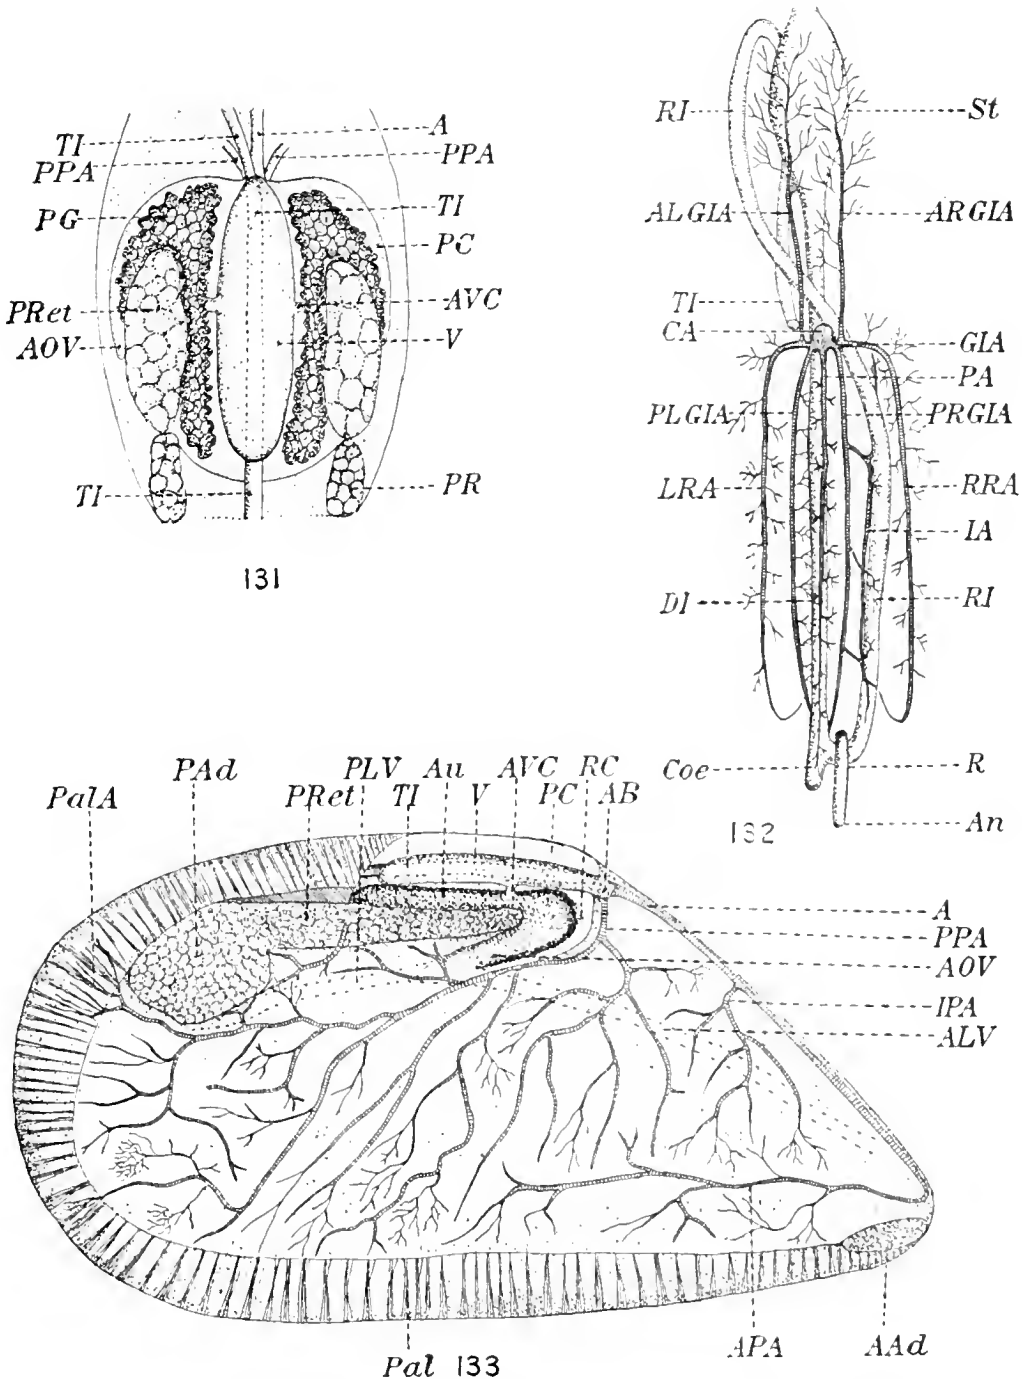 TI A
PPA PPA
PG TI
PC
PRet AVC
AOV V
TI PR
131
RI St
ALGIA ARGIA
TI
CA GIA
PA
PLGIA PRGIA
LRA RRA
IA
DI RI
Coe R
An
132
PAd PLV Au AVC RC
PalA PRet TI V PC AB
A
PPA
AOV
IPA
ALV
APA AAd
Pal 133